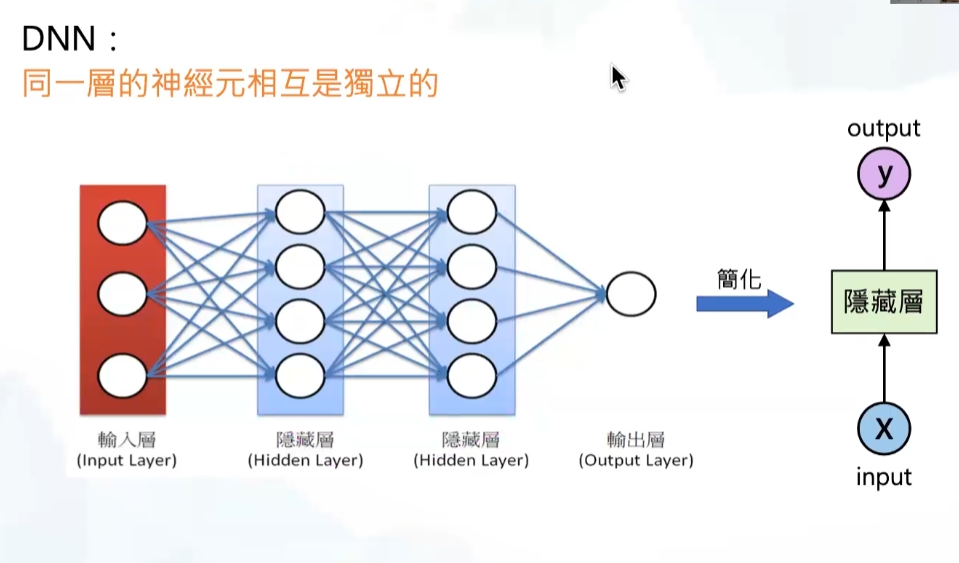 DNN：
同一層的神經元相互是獨立的
輸入層
(Input Layer)
隱藏層
(Hidden Layer)
隱藏層
(Hidden Layer)
輸出層
(Output Layer)
簡化
output
y
隱藏層
X
input